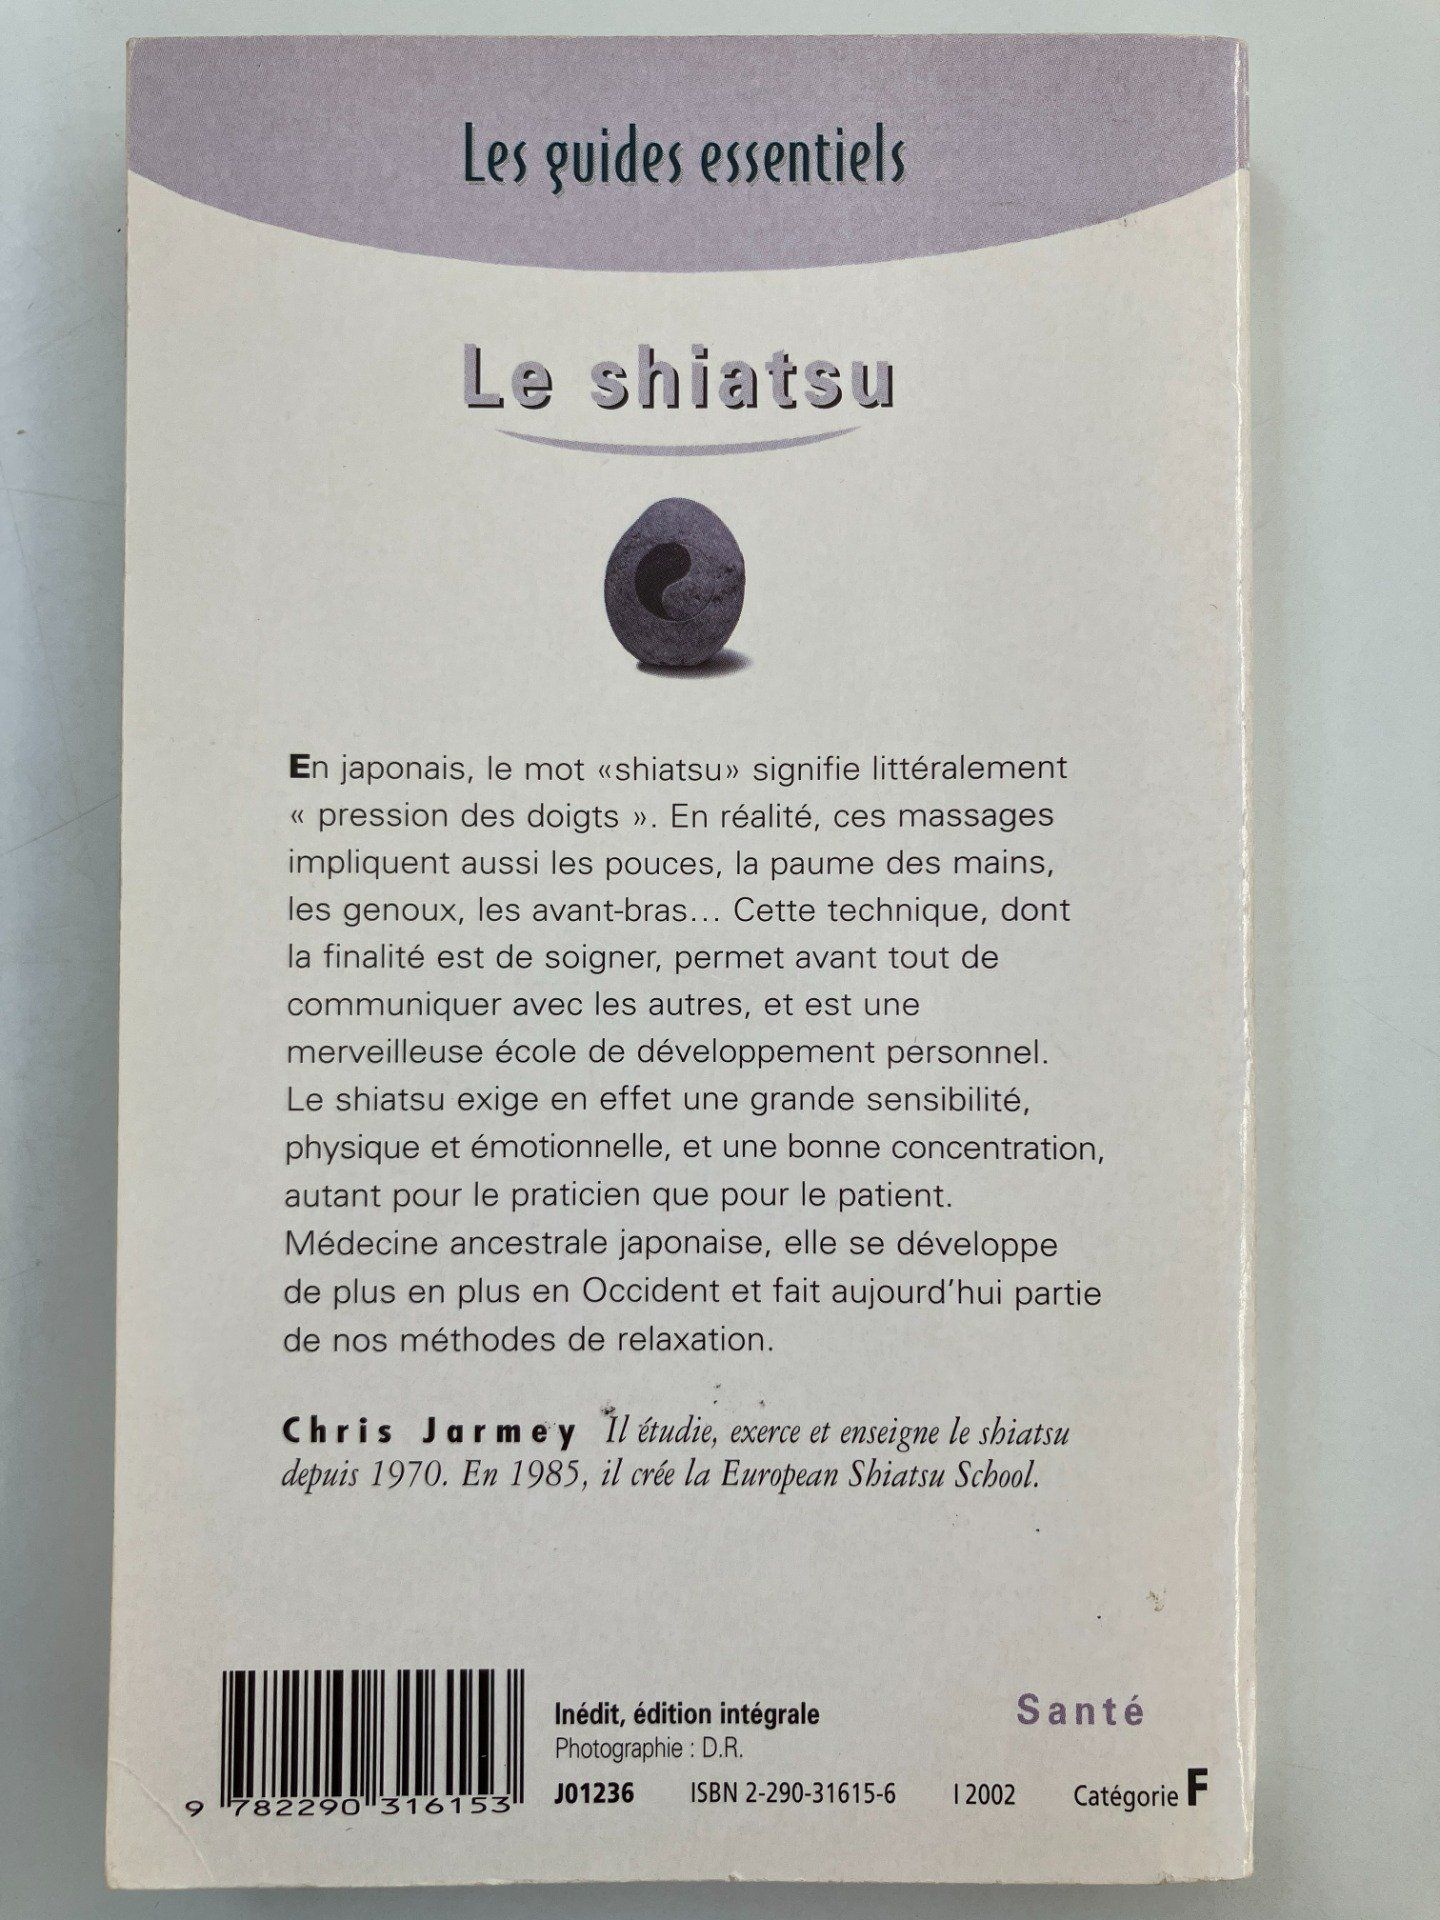 Les guides essentiels
Le shiatsu
En japonais, le mot «shiatsu» signifie littéralement
« pression des doigts ». En réalité, ces massages
impliquent aussi les pouces, la paume des mains,
les genoux, les avant-bras... Cette technique, dont
la finalité est de soigner, permet avant tout de
communiquer avec les autres, et est une
merveilleuse école de développement personnel.
Le shiatsu exige en effet une grande sensibilité,
physique et émotionnelle, et une bonne concentration,
autant pour le praticien que pour le patient.
Médecine ancestrale japonaise, elle se développe
de plus en plus en Occident et fait aujourd'hui partie
de nos méthodes de relaxation.
Chris Jarmey Il étudie, exerce et enseigne le shiatsu
depuis 1970. En 1985, il crée la European Shiatsu School.
Inédit, édition intégrale
Photographie : D.R.
Santé
J01236 ISBN 2-290-31615-6 I 2002 Catégorie F
9 782290 316153